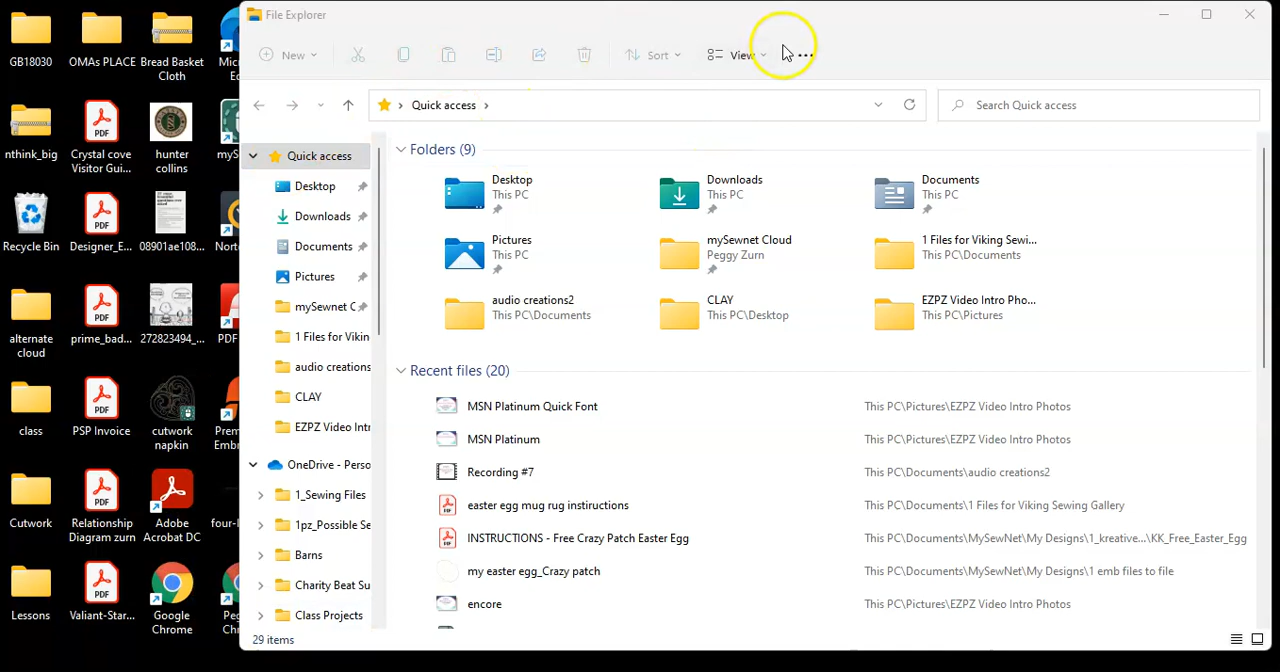 GB18030
OMAs PLACE
Bread Basket
Cloth
nthink_big
Crystal cove
Visitor Gui...
hunter
collins
Recycle Bin
Designer_E...
08901ae108...
alternate
cloud
prime_bad...
272823494_...
class
PSP Invoice
cutwork
napkin
Cutwork
Relationship
Diagram zurn
Adobe
Acrobat DC
Lessons
Valiant-Star...
Google
Chrome
File Explorer
New
Sort
View
Quick access
Search Quick access
Quick access
Desktop
Downloads
Documents
Pictures
mySewnet C
1 Files for Vikin
audio creations
CLAY
EZPZ Video Intr
OneDrive - Perso
1_Sewing Files
1pz_Possible Se
Barns
Charity Beat Su
Class Projects
Folders (9)
Desktop
This PC
Downloads
This PC
Documents
This PC
Pictures
This PC
mySewnet Cloud
Peggy Zurn
1 Files for Viking Sewi...
This PC\Documents
audio creations2
This PC\Documents
CLAY
This PC\Desktop
EZPZ Video Intro Pho...
This PC\Pictures
Recent files (20)
MSN Platinum Quick Font This PC\Pictures\EZPZ Video Intro Photos
MSN Platinum This PC\Pictures\EZPZ Video Intro Photos
Recording #7 This PC\Documents\audio creations2
easter egg mug rug instructions This PC\Documents\1 Files for Viking Sewing Gallery
INSTRUCTIONS - Free Crazy Patch Easter Egg This PC\Documents\MySewNet\My Designs\1_kreative...\KK_Free_Easter_Egg
my easter egg_Crazy patch This PC\Documents\MySewNet\My Designs\1 emb files to file
encore This PC\Pictures\EZPZ Video Intro Photos
29 items